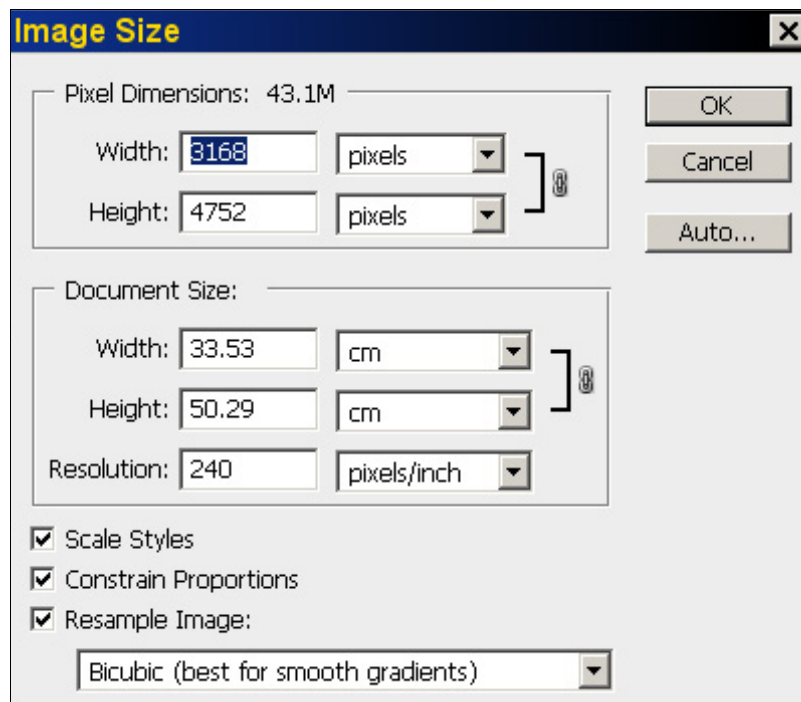 Image Size
Pixel Dimensions: 43.1M
Width: 3168 pixels
Height: 4752 pixels
OK
Cancel
Auto...
Document Size:
Width: 33.53 cm
Height: 50.29 cm
Resolution: 240 pixels/inch
Scale Styles
Constrain Proportions
Resample Image:
Bicubic (best for smooth gradients)